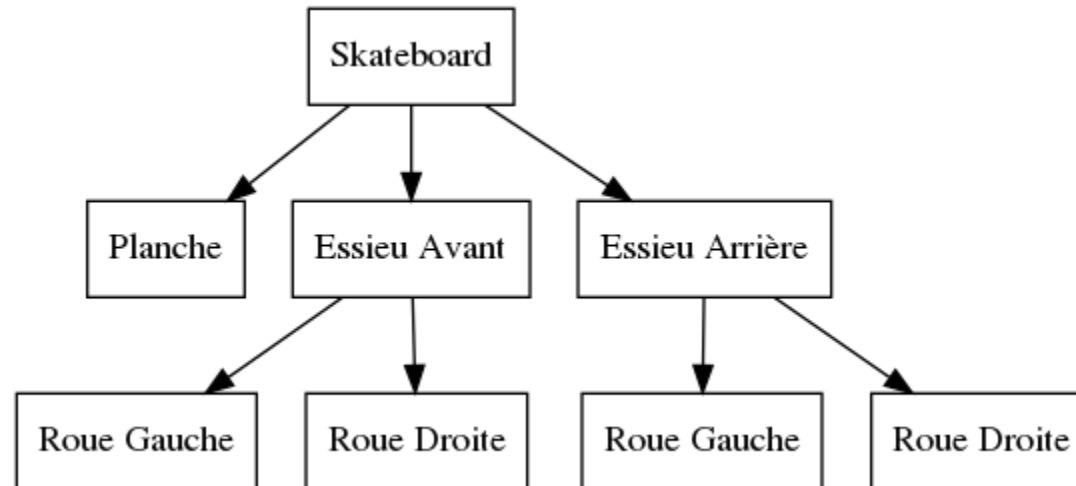 Skateboard
Planche
Essieu Avant
Essieu Arrière
Roue Gauche
Roue Droite
Roue Gauche
Roue Droite